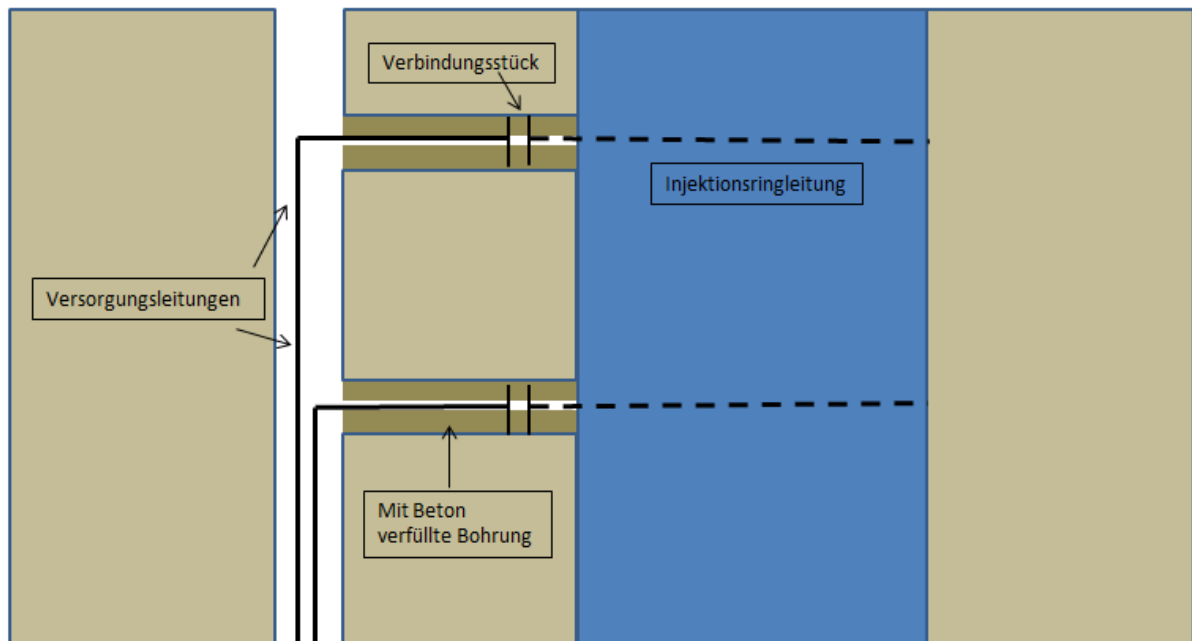 Verbindungsstück
Injektionsringleitung
Versorgungsleitungen
Mit Beton
verfüllte Bohrung